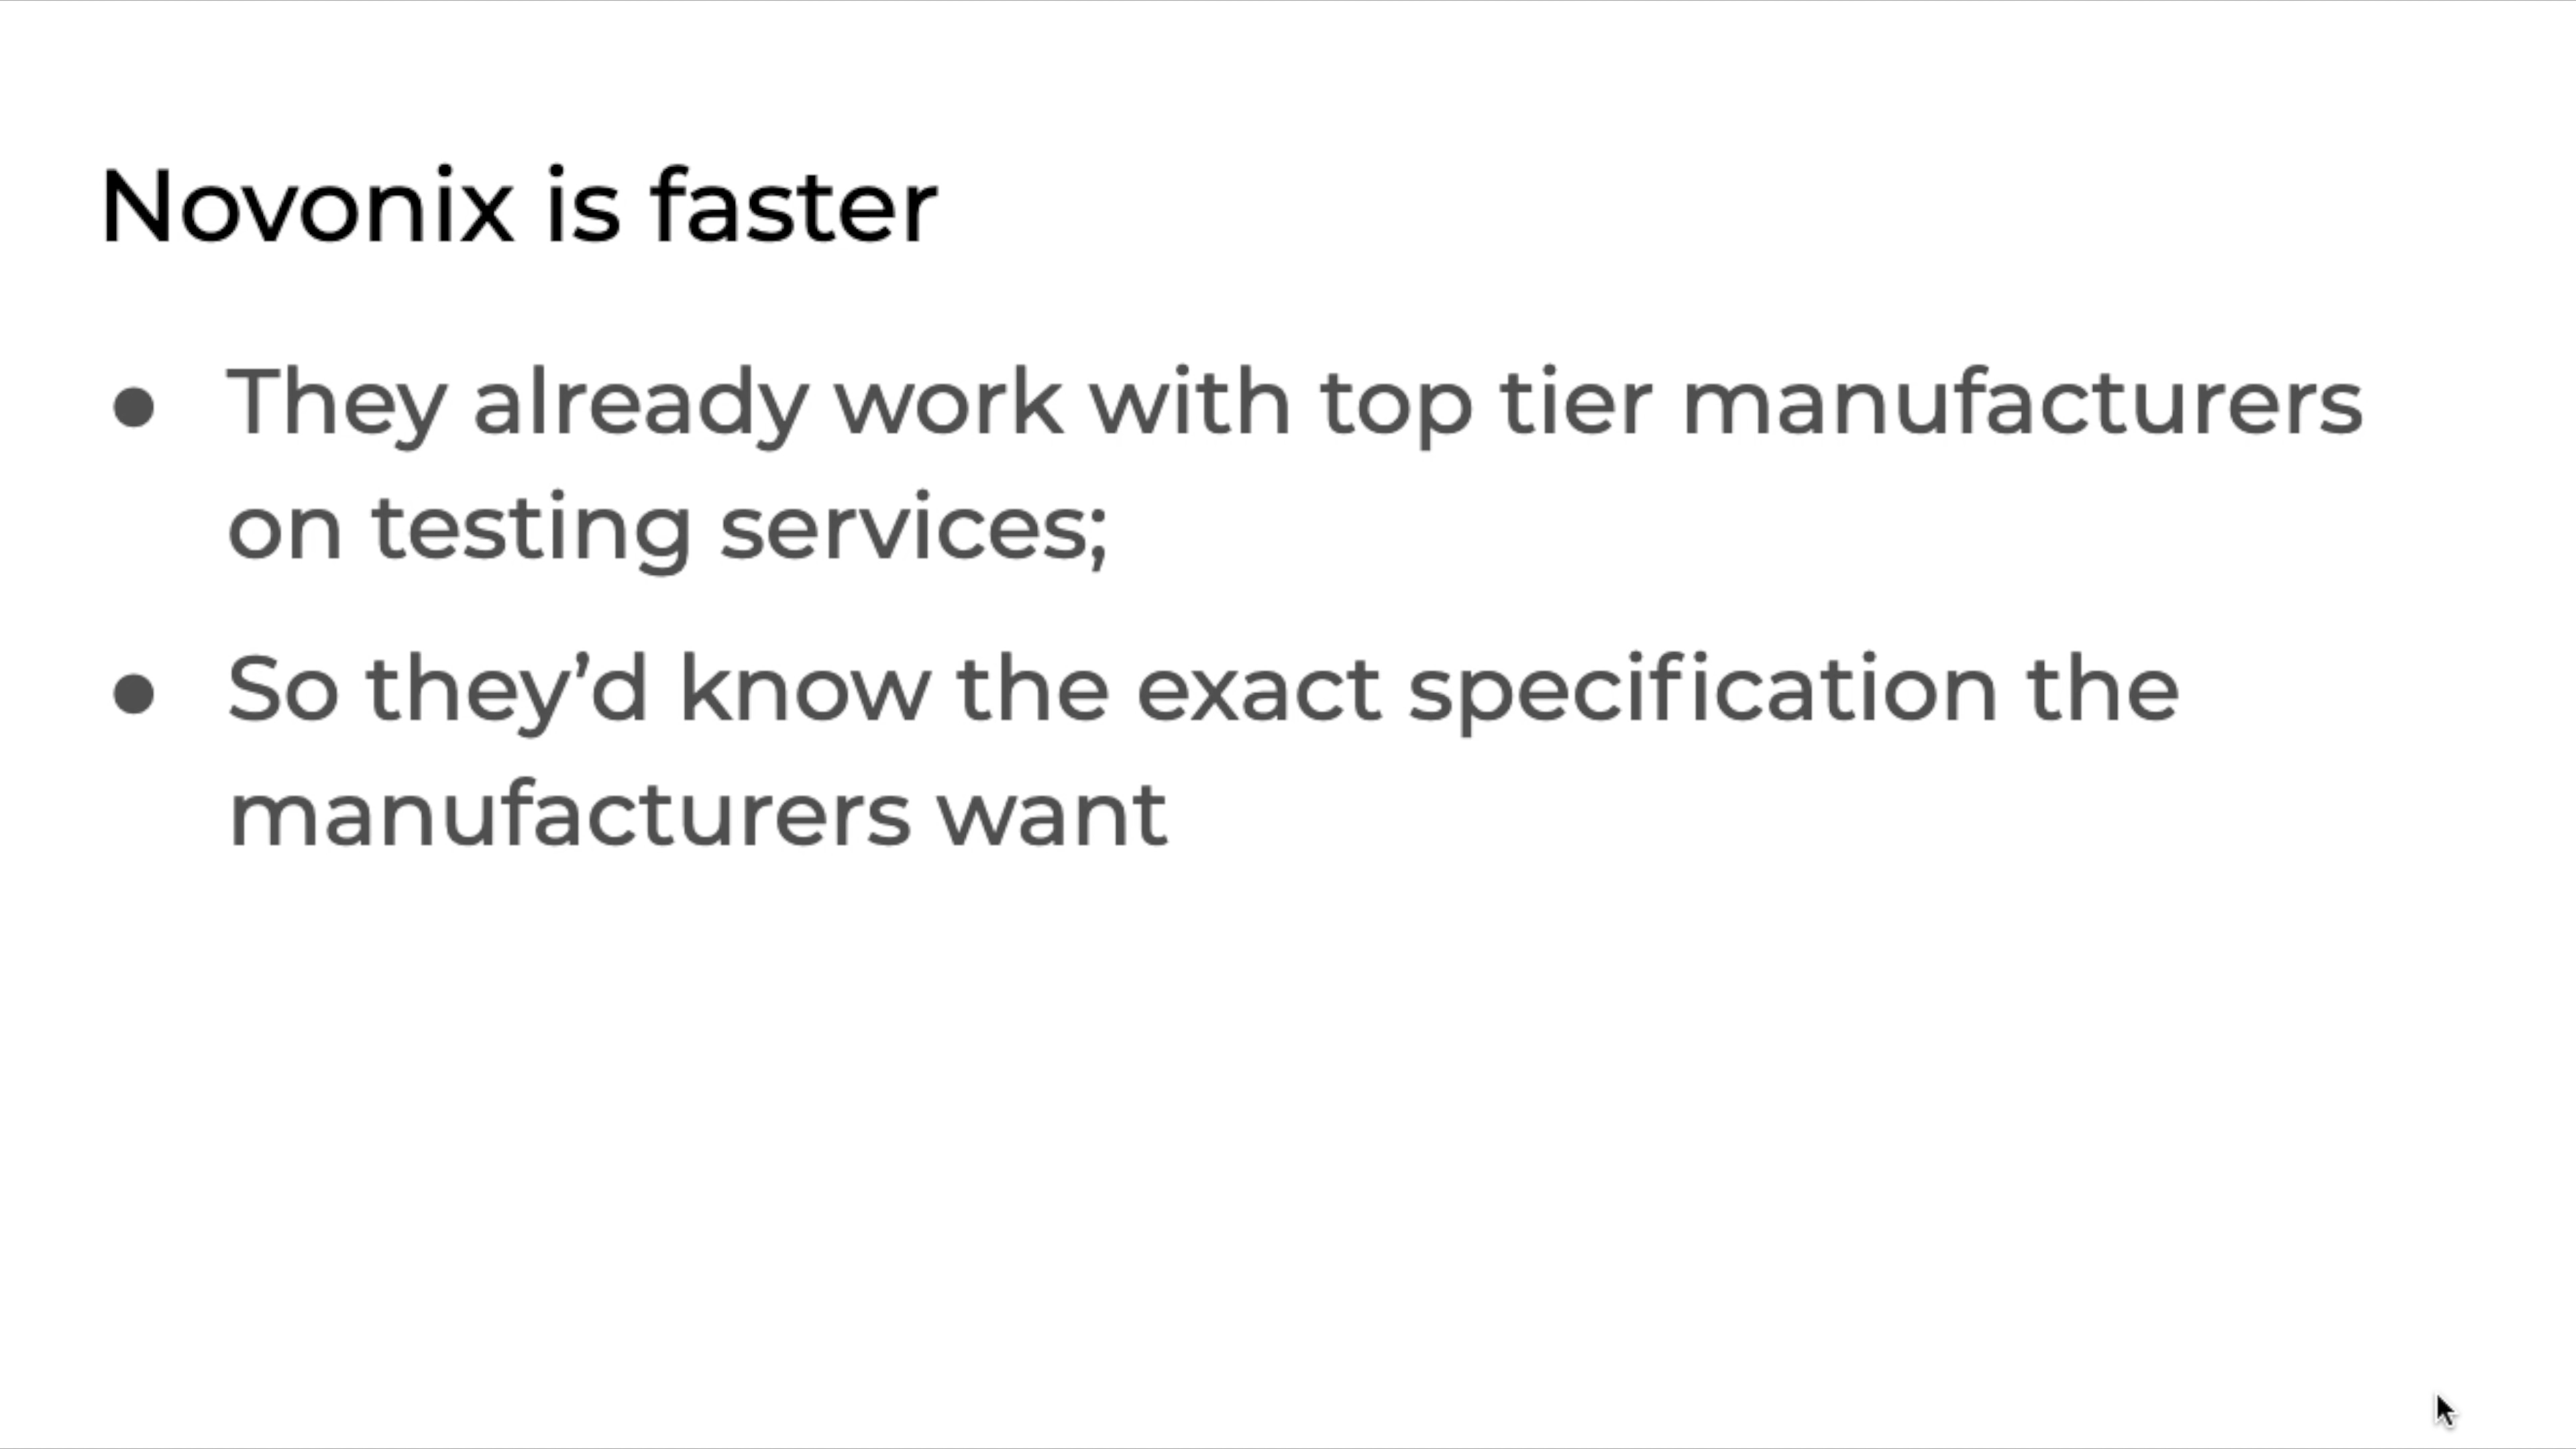 Novonix is faster
● They already work with top tier manufacturers
on testing services;
● So they’d know the exact specification the
manufacturers want